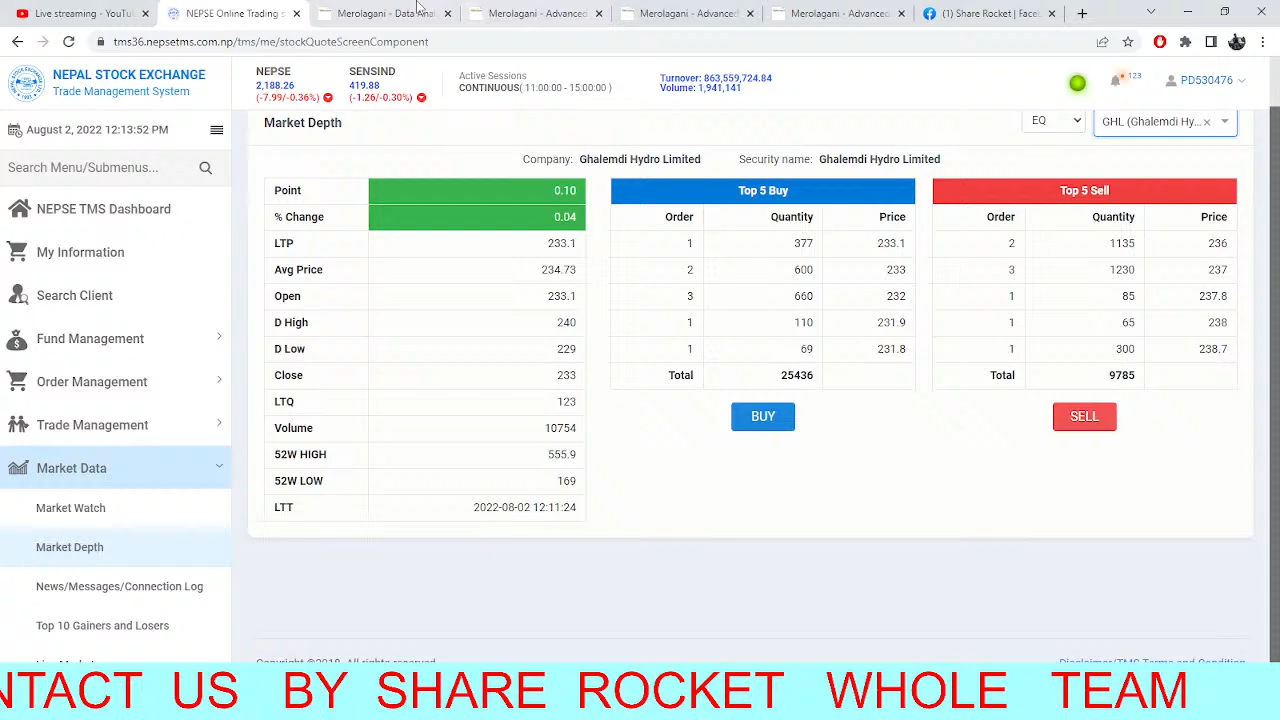 Live streaming - YouTu
NEPSE Online Trading s
Merolagani - Data
Merolagani - Advanced
Merolagani - Advanced
Merolagani - Advanced
(1) Share Rocket | Face
tms36.nepsetms.com.np/tms/me/stockQuoteScreenComponent
NEPAL STOCK EXCHANGE
Trade Management System
NEPSE
2,188.26
(-7.99/-0.36%)
SENSIND
419.88
(-1.26/-0.30%)
Active Sessions
CONTINUOUS( 11:00:00 - 15:00:00 )
Turnover: 863,559,724.84
Volume: 1,941,141
123
PD530476
August 2, 2022 12:13:52 PM
Search Menu/Submenus...
NEPSE TMS Dashboard
My Information
Search Client
Fund Management
Order Management
Trade Management
Market Data
Market Watch
Market Depth
News/Messages/Connection Log
Top 10 Gainers and Losers
Market Depth
EQ
GHL (Ghalemdi Hy...
Company: Ghalemdi Hydro Limited Security name: Ghalemdi Hydro Limited
Point 0.10
% Change 0.04
LTP 233.1
Avg Price 234.73
Open 233.1
D High 240
D Low 229
Close 233
LTQ 123
Volume 10754
52W HIGH 555.9
52W LOW 169
LTT 2022-08-02 12:11:24
Top 5 Buy
Order Quantity Price
1 377 233.1
2 600 233
3 660 232
1 110 231.9
1 69 231.8
Total 25436
BUY
Top 5 Sell
Order Quantity Price
2 1135 236
3 1230 237
1 85 237.8
1 65 238
1 300 238.7
Total 9785
SELL
Copyright ©2018. All rights reserved
Disclaimer/TMS Terms and Condition
NTACT US BY SHARE ROCKET WHOLE TEAM